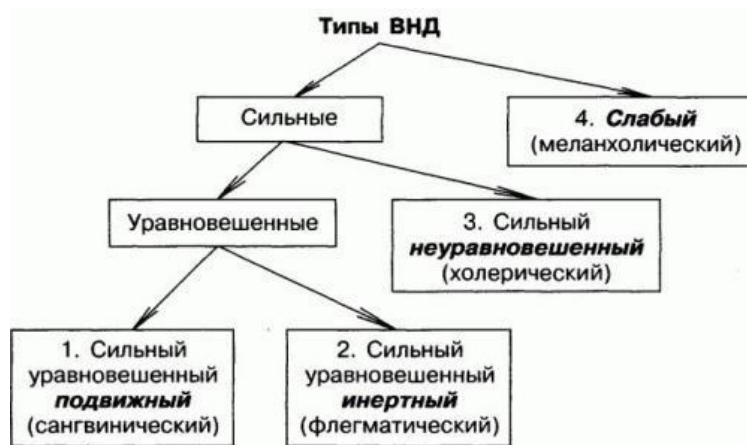 Типы ВНД
Сильные
4. Слабый
(меланхолический)
Уравновешенные
3. Сильный
неуравновешенный
(холерический)
1. Сильный
уравновешенный
подвижный
(сангвинический)
2. Сильный
уравновешенный
инертный
(флегматический)